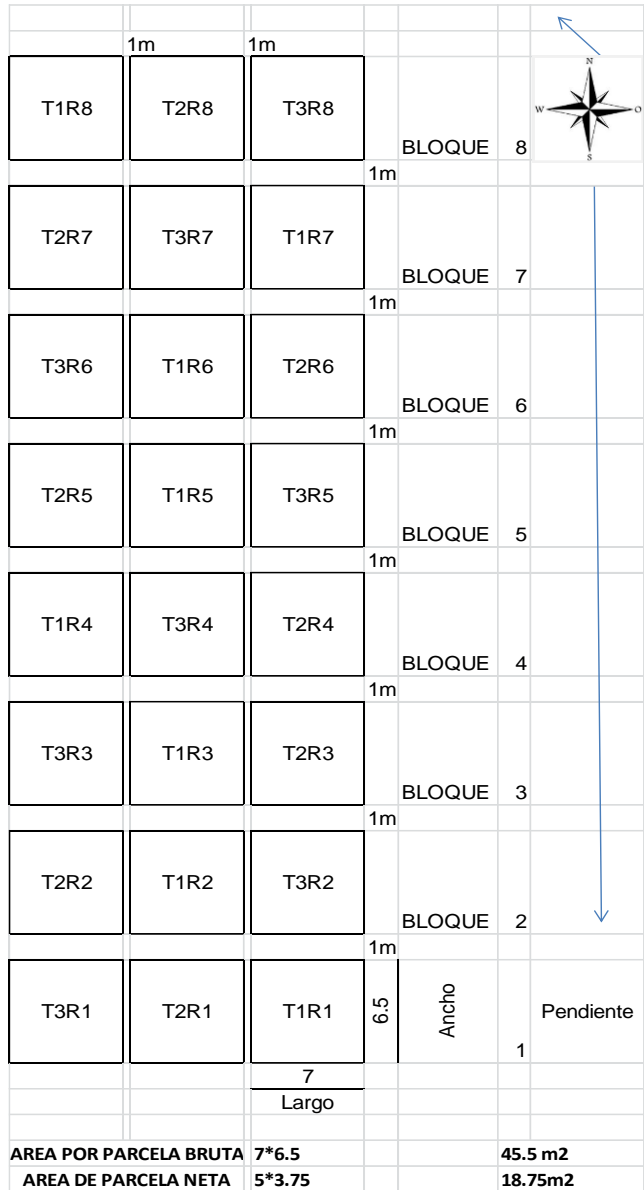 1m 1m
N
T1R8 T2R8 T3R8
W O
BLOQUE 8
S
1m
T2R7 T3R7 T1R7
BLOQUE 7
1m
T3R6 T1R6 T2R6
BLOQUE 6
1m
T2R5 T1R5 T3R5
BLOQUE 5
1m
T1R4 T3R4 T2R4
BLOQUE 4
1m
T3R3 T1R3 T2R3
BLOQUE 3
1m
T2R2 T1R2 T3R2
BLOQUE 2
1m
T3R1 T2R1 T1R1 6.5 Ancho Pendiente
1
7
Largo
AREA POR PARCELA BRUTA 7*6.5 45.5 m2
AREA DE PARCELA NETA 5*3.75 18.75m2